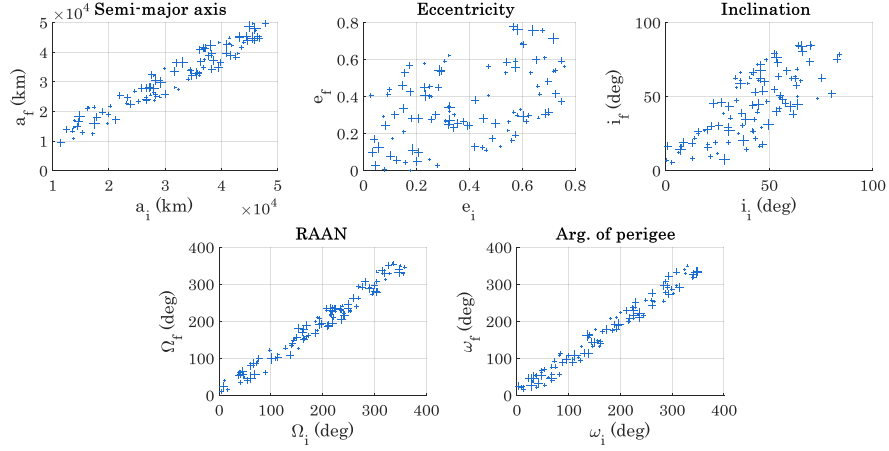 ×10⁴ Semi-major axis
5
4
3
2
1
0
1 2 3 4 5
×10⁴
a_f (km)
a_i (km)
Eccentricity
0.8
0.6
0.4
0.2
0
0 0.2 0.4 0.6 0.8
e_f
e_i
Inclination
100
50
0
0 50 100
i_f (deg)
i_i (deg)
RAAN
400
300
200
100
0
0 100 200 300 400
Ω_f (deg)
Ω_i (deg)
Arg. of perigee
400
300
200
100
0
0 100 200 300 400
ω_f (deg)
ω_i (deg)